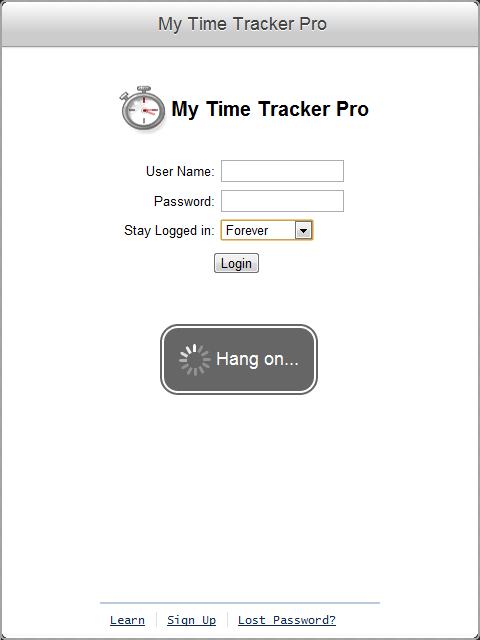 My Time Tracker Pro
My Time Tracker Pro
User Name:
Password:
Stay Logged in: Forever
Login
Hang on...
Learn Sign Up Lost Password?